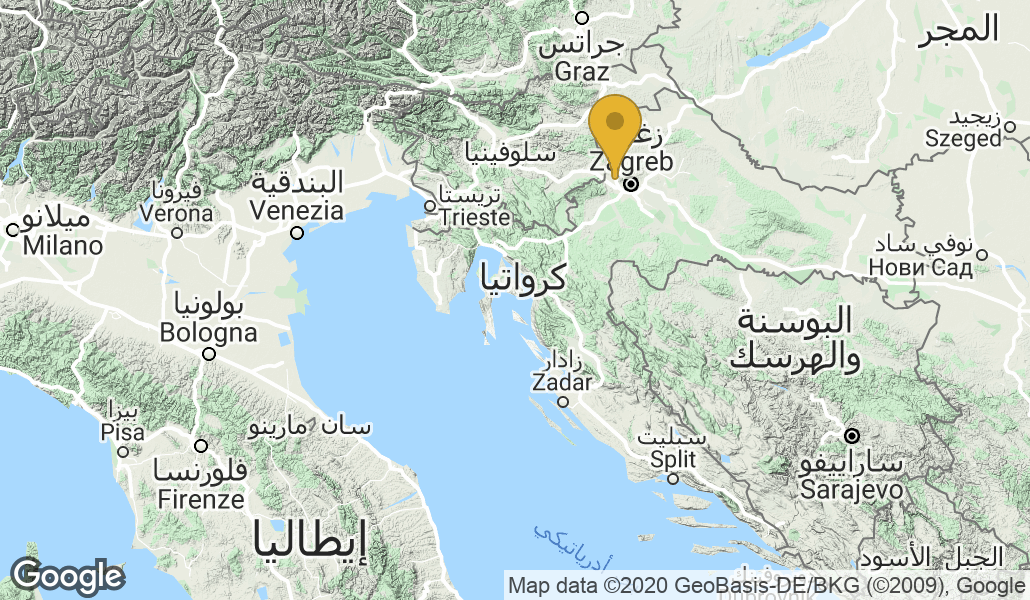 المجر
جراتس
Graz
زيجيد
Szeged
Zagreb
سلوفينيا
البندقية
Venezia
فيرونا
Verona
تريستا
Trieste
ميلانو
Milano
نوفي ساد
Нови Сад
كرواتيا
بولونيا
Bologna
البوسنة
والهرسك
زادار
Zadar
بيزا
Pisa
سان مارينو
سبليت
Split
فلورنسا
Firenze
سارايیفو
Sarajevo
إيطاليا
أدرياتيكي
الجبل الأسود
Dubrovnik
Google
Map data ©2020 GeoBasis-DE/BKG (©2009), Google